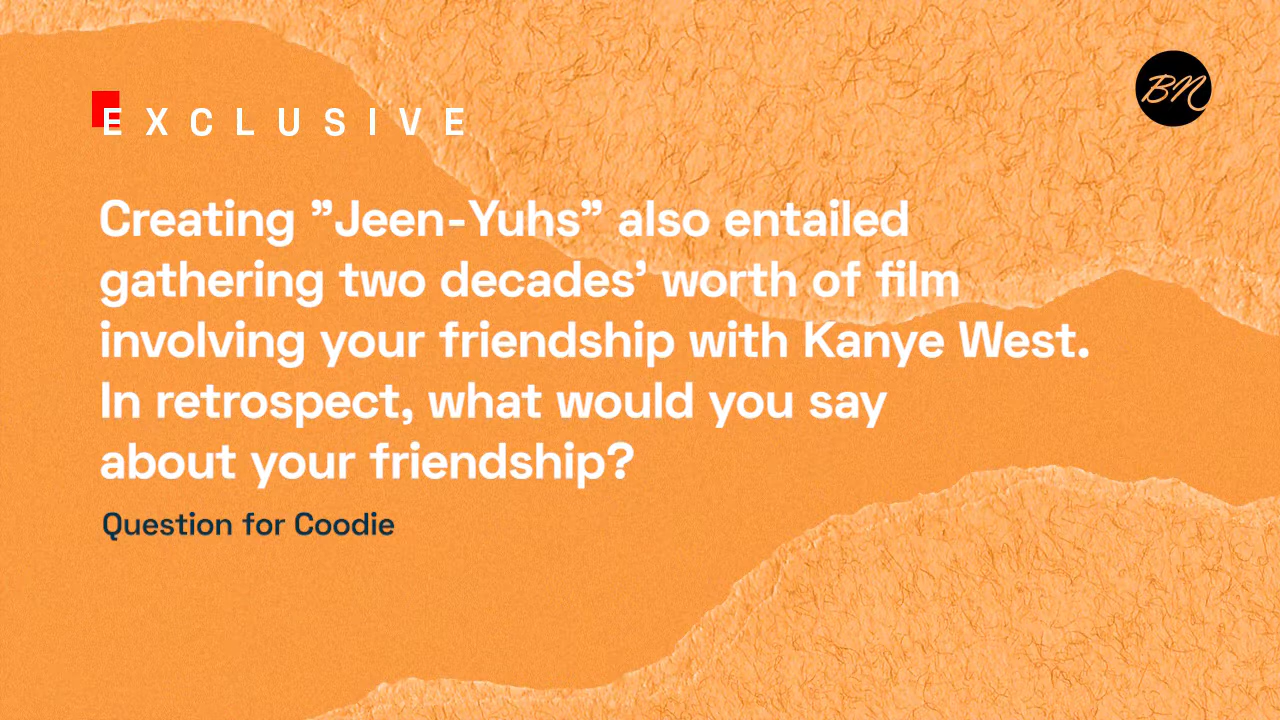 EXCLUSIVE
BN
Creating ”Jeen-Yuhs” also entailed
gathering two decades’ worth of film
involving your friendship with Kanye West.
In retrospect, what would you say
about your friendship?
Question for Coodie